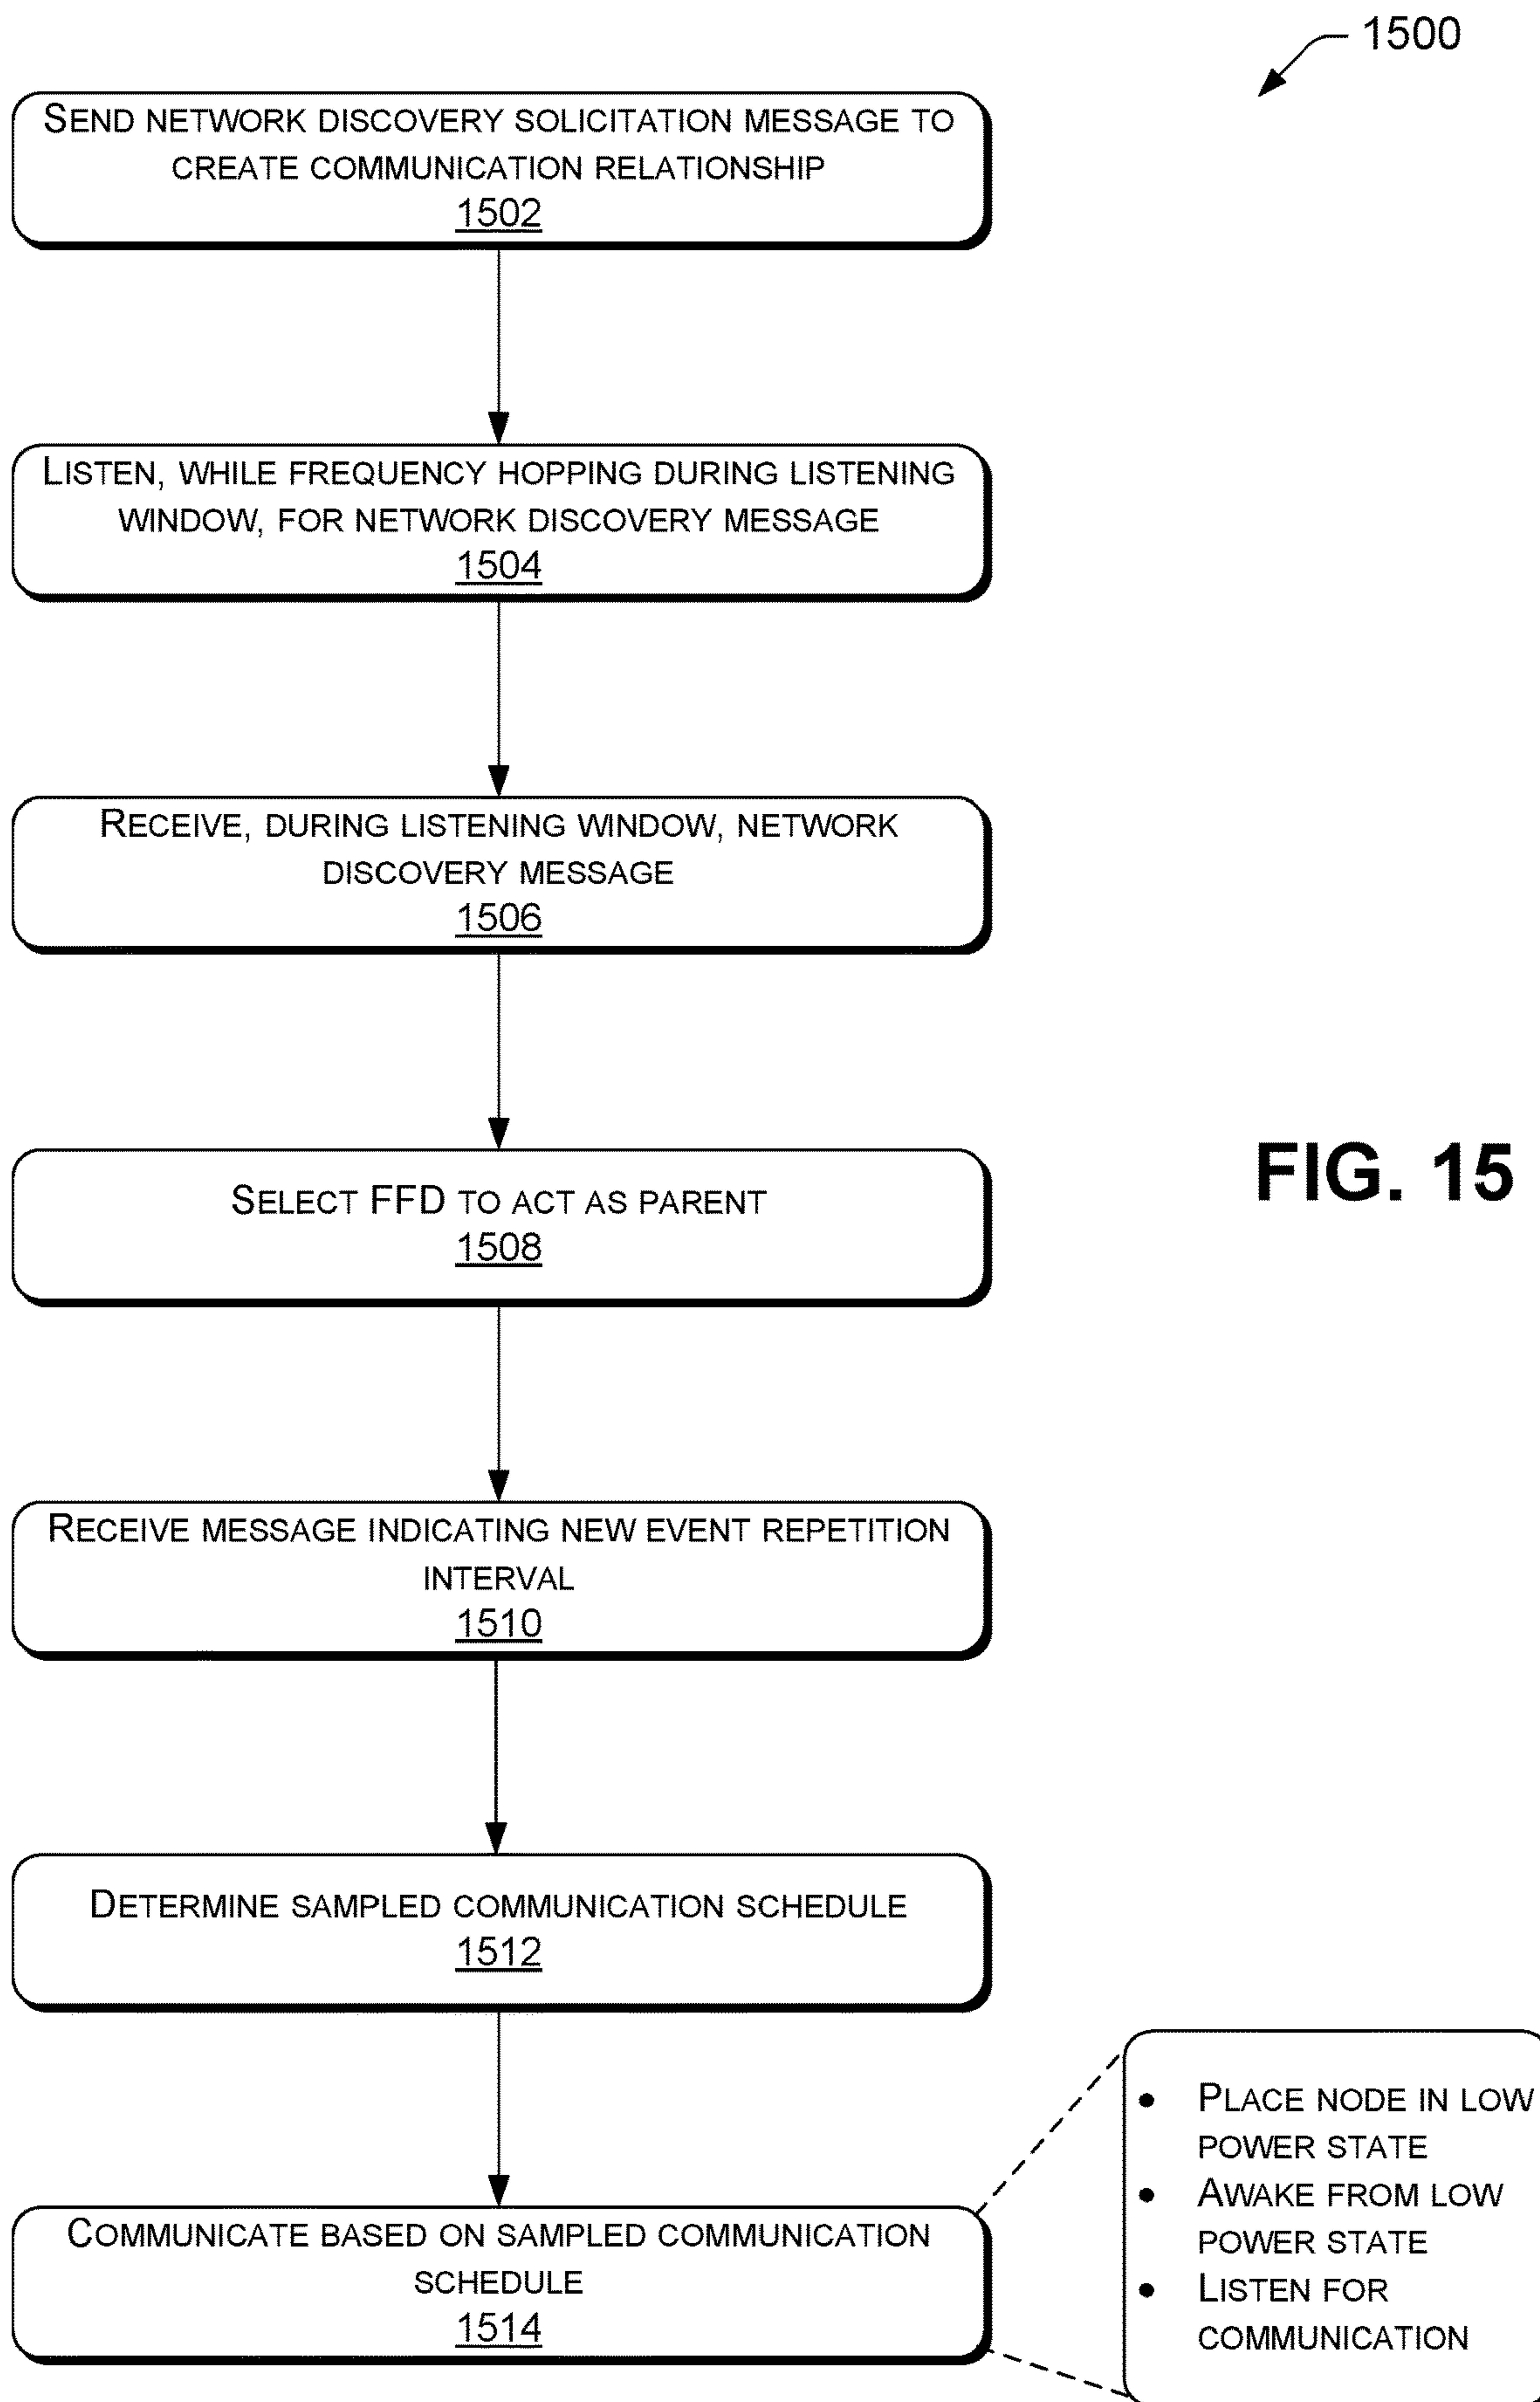 1500
SEND NETWORK DISCOVERY SOLICITATION MESSAGE TO
CREATE COMMUNICATION RELATIONSHIP
1502
LISTEN, WHILE FREQUENCY HOPPING DURING LISTENING
WINDOW, FOR NETWORK DISCOVERY MESSAGE
1504
RECEIVE, DURING LISTENING WINDOW, NETWORK
DISCOVERY MESSAGE
1506
SELECT FFD TO ACT AS PARENT
1508
FIG. 15
RECEIVE MESSAGE INDICATING NEW EVENT REPETITION
INTERVAL
1510
DETERMINE SAMPLED COMMUNICATION SCHEDULE
1512
COMMUNICATE BASED ON SAMPLED COMMUNICATION
SCHEDULE
1514
• PLACE NODE IN LOW
POWER STATE
• AWAKE FROM LOW
POWER STATE
• LISTEN FOR
COMMUNICATION